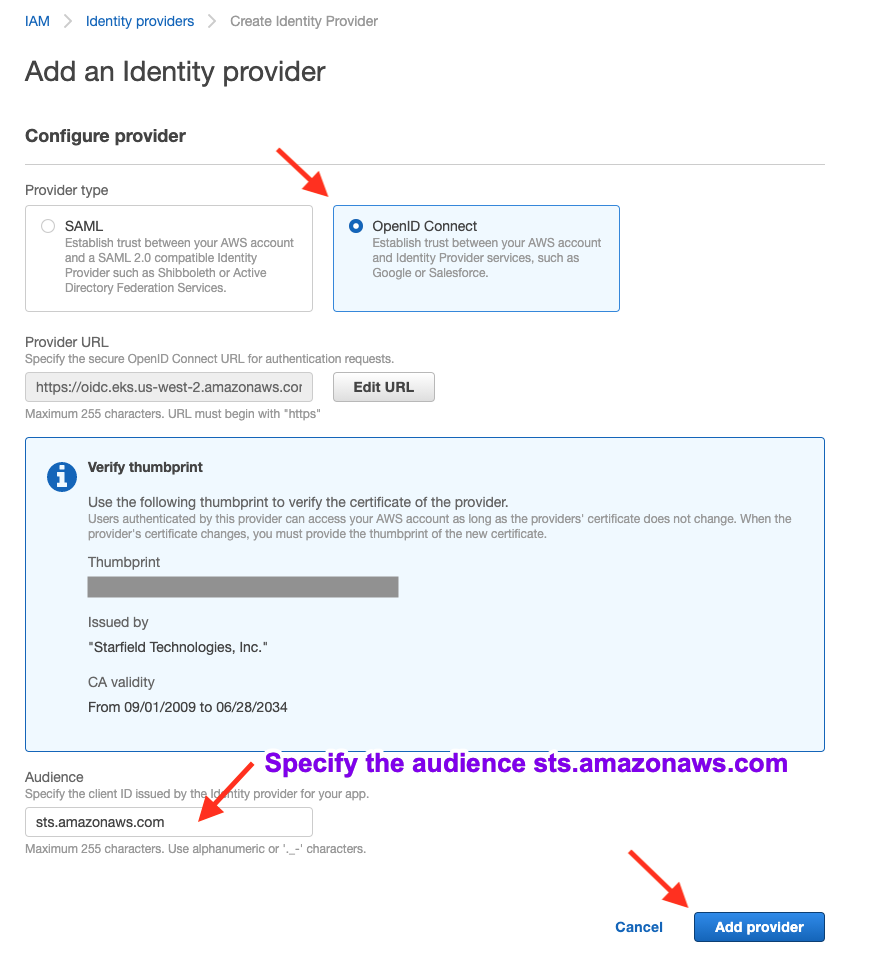 IAM > Identity providers > Create Identity Provider
Add an Identity provider
Configure provider
Provider type
SAML
Establish trust between your AWS account
and a SAML 2.0 compatible Identity
Provider such as Shibboleth or Active
Directory Federation Services.
OpenID Connect
Establish trust between your AWS account
and Identity Provider services, such as
Google or Salesforce.
Provider URL
Specify the secure OpenID Connect URL for authentication requests.
https://oidc.eks.us-west-2.amazonaws.cor
Edit URL
Maximum 255 characters. URL must begin with "https"
Verify thumbprint
Use the following thumbprint to verify the certificate of the provider.
Users authenticated by this provider can access your AWS account as long as the providers' certificate does not change. When the
provider's certificate changes, you must provide the thumbprint of the new certificate.
Thumbprint
Issued by
"Starfield Technologies, Inc."
CA validity
From 09/01/2009 to 06/28/2034
Specify the audience sts.amazonaws.com
Audience
Specify the client ID issued by the Identity provider for your app.
sts.amazonaws.com
Maximum 255 characters. Use alphanumeric or '._-' characters.
Cancel
Add provider